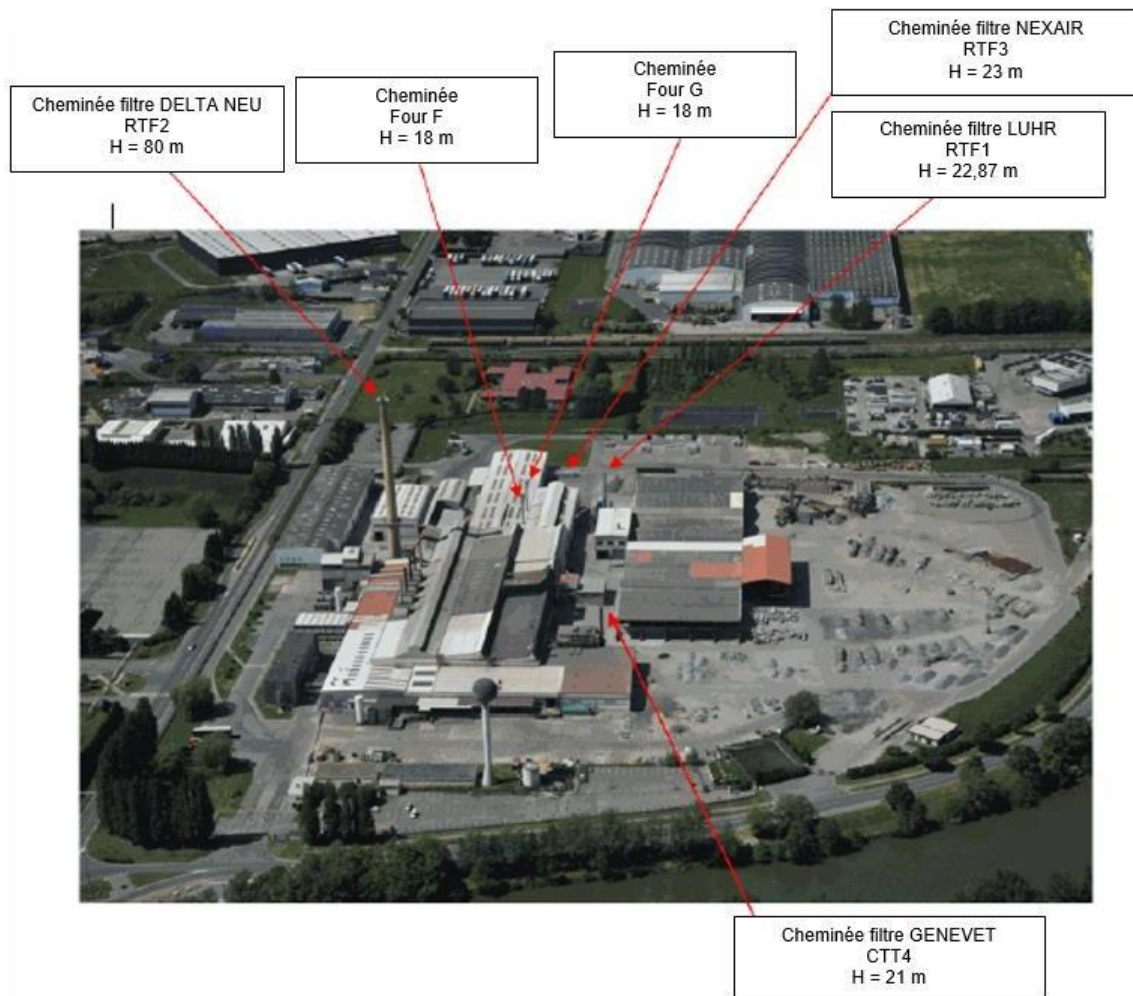 Cheminée filtre NEXAIR
RTF3
H = 23 m
Cheminée
Four G
H = 18 m
Cheminée
Four F
H = 18 m
Cheminée filtre DELTA NEU
RTF2
H = 80 m
Cheminée filtre LUHR
RTF1
H = 22,87 m
Cheminée filtre GENEVET
CTT4
H = 21 m